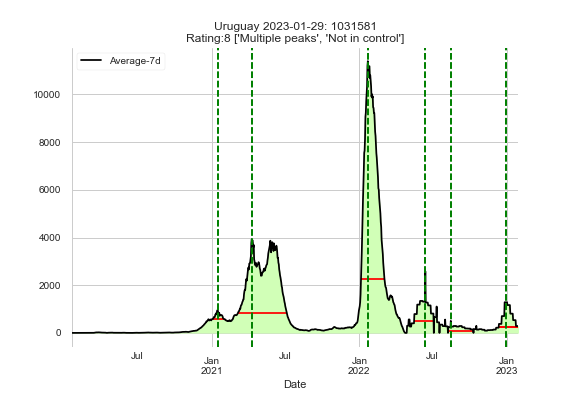 Uruguay 2023-01-29: 1031581
Rating:8 ['Multiple peaks', 'Not in control']
Average-7d
10000
8000
6000
4000
2000
0
Jul
Jan
2021
Jul
Jan
2022
Jul
Jan
2023
Date